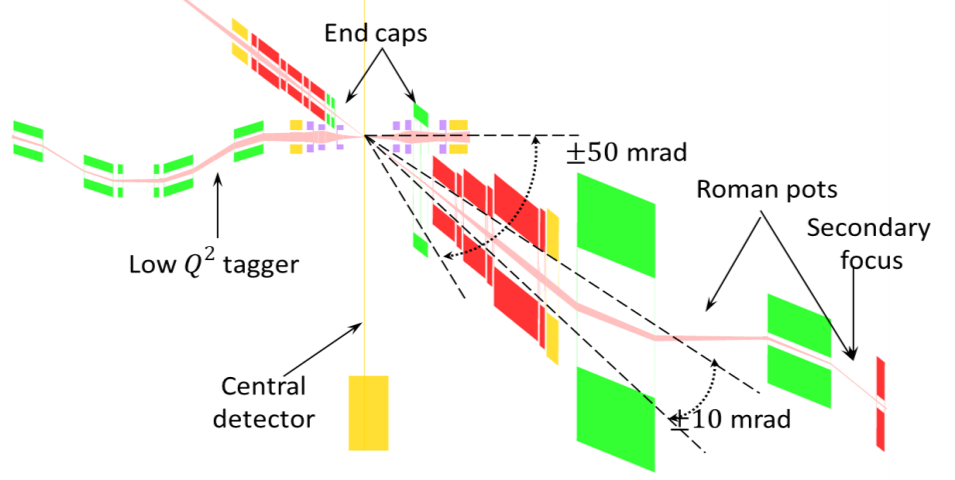 End caps
±50 mrad
Roman pots
Secondary
focus
Low Q² tagger
Central
detector
±10 mrad